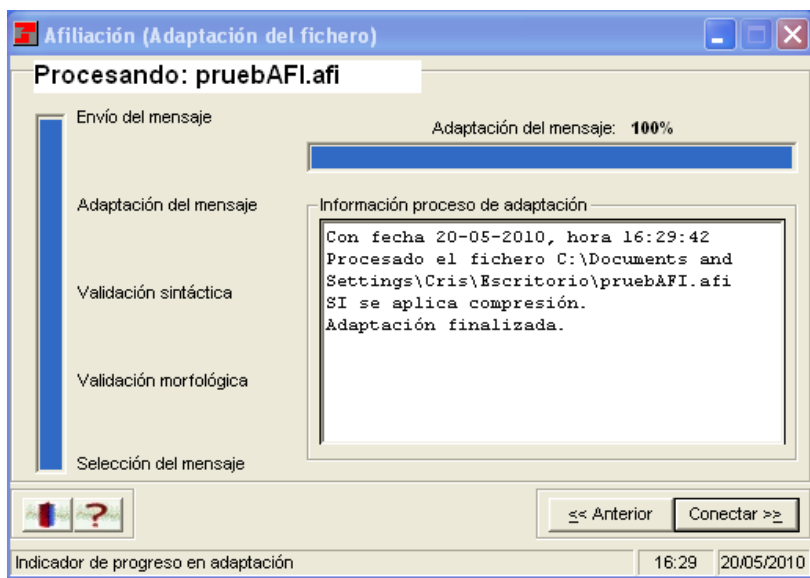 Afiliación (Adaptación del fichero)
Procesando: pruebAFI.afi
Envío del mensaje
Adaptación del mensaje: 100%
Adaptación del mensaje
Información proceso de adaptación
Con fecha 20-05-2010, hora 16:29:42
Procesado el fichero C:\Documents and
Settings\Cris\Escritorio\pruebAFI.afi
SI se aplica compresión.
Adaptación finalizada.
Validación sintáctica
Validación morfológica
Selección del mensaje
<< Anterior
Conectar >>
Indicador de progreso en adaptación
16:29
20/05/2010